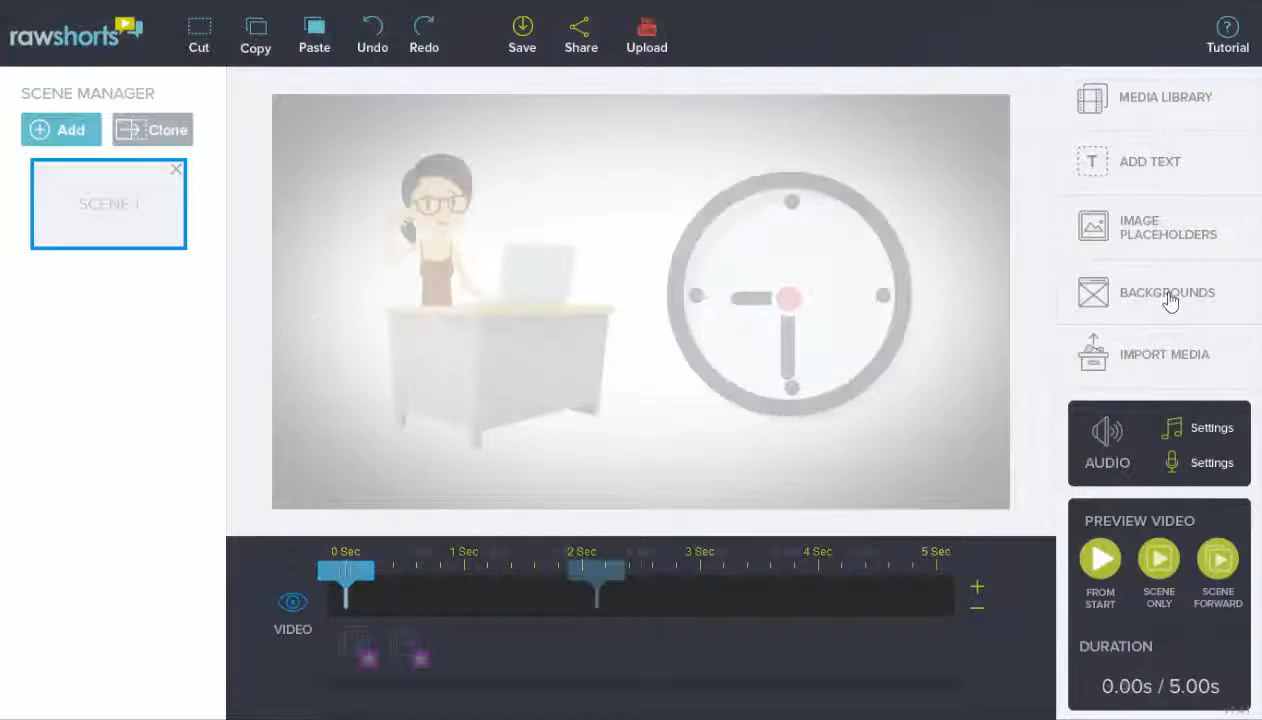 rawshorts
Cut
Copy
Paste
Undo
Redo
Save
Share
Upload
Tutorial
SCENE MANAGER
Add
Clone
SCENE 1
MEDIA LIBRARY
T
ADD TEXT
IMAGE
PLACEHOLDERS
BACKGROUNDS
IMPORT MEDIA
AUDIO
Settings
Settings
0 Sec
1 Sec
2 Sec
3 Sec
4 Sec
5 Sec
VIDEO
PREVIEW VIDEO
FROM
START
SCENE
ONLY
SCENE
FORWARD
DURATION
0.00s / 5.00s